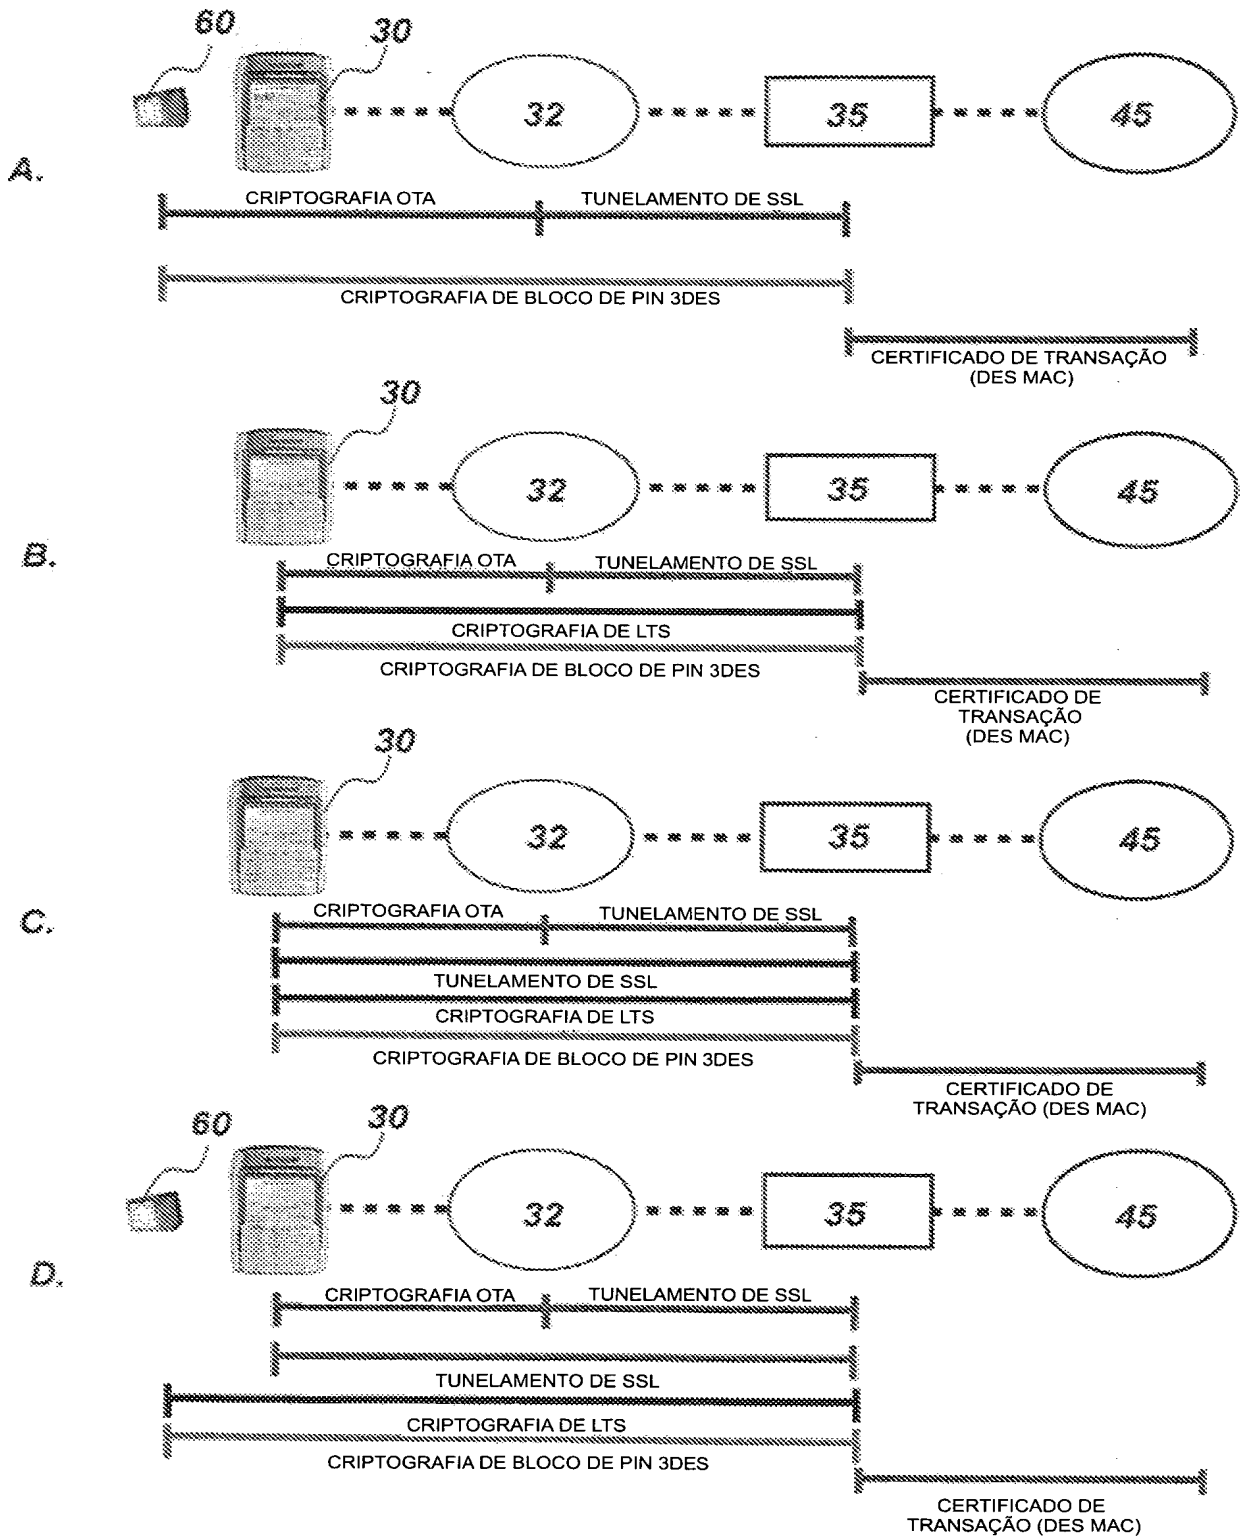 60
30
32
35
45
A.
CRIPTOGRAFIA OTA
TUNELAMENTO DE SSL
CRIPTOGRAFIA DE BLOCO DE PIN 3DES
CERTIFICADO DE TRANSAÇÃO
(DES MAC)
30
32
35
45
B.
CRIPTOGRAFIA OTA
TUNELAMENTO DE SSL
CRIPTOGRAFIA DE LTS
CRIPTOGRAFIA DE BLOCO DE PIN 3DES
CERTIFICADO DE
TRANSAÇÃO
(DES MAC)
30
32
35
45
C.
CRIPTOGRAFIA OTA
TUNELAMENTO DE SSL
TUNELAMENTO DE SSL
CRIPTOGRAFIA DE LTS
CRIPTOGRAFIA DE BLOCO DE PIN 3DES
CERTIFICADO DE
TRANSAÇÃO (DES MAC)
60
30
32
35
45
D.
CRIPTOGRAFIA OTA
TUNELAMENTO DE SSL
TUNELAMENTO DE SSL
CRIPTOGRAFIA DE LTS
CRIPTOGRAFIA DE BLOCO DE PIN 3DES
CERTIFICADO DE
TRANSAÇÃO (DES MAC)